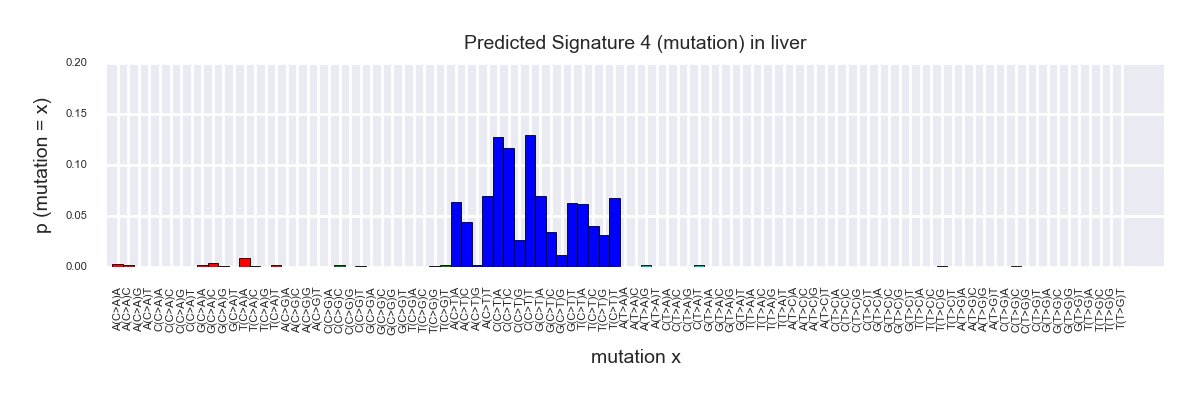 Predicted Signature 4 (mutation) in liver
0.20
0.15
0.10
0.05
0.00
p (mutation = x)
A(C>A)A
A(C>A)C
A(C>A)G
A(C>A)T
C(C>A)A
C(C>A)C
C(C>A)G
C(C>A)T
G(C>A)A
G(C>A)C
G(C>A)G
G(C>A)T
T(C>A)A
T(C>A)C
T(C>A)G
T(C>A)T
A(C>G)A
A(C>G)C
A(C>G)G
A(C>G)T
C(C>G)A
C(C>G)C
C(C>G)G
C(C>G)T
G(C>G)A
G(C>G)C
G(C>G)G
G(C>G)T
T(C>G)A
T(C>G)C
T(C>G)G
T(C>G)T
A(C>T)A
A(C>T)C
A(C>T)G
A(C>T)T
C(C>T)A
C(C>T)C
C(C>T)G
C(C>T)T
G(C>T)A
G(C>T)C
G(C>T)G
G(C>T)T
T(C>T)A
T(C>T)C
T(C>T)G
T(C>T)T
A(T>A)A
A(T>A)C
A(T>A)G
A(T>A)T
C(T>A)A
C(T>A)C
C(T>A)G
C(T>A)T
G(T>A)A
G(T>A)C
G(T>A)G
G(T>A)T
T(T>A)A
T(T>A)C
T(T>A)G
T(T>A)T
A(T>C)A
A(T>C)C
A(T>C)G
A(T>C)T
C(T>C)A
C(T>C)C
C(T>C)G
C(T>C)T
G(T>C)A
G(T>C)C
G(T>C)G
G(T>C)T
T(T>C)A
T(T>C)C
T(T>C)G
T(T>C)T
A(T>G)A
A(T>G)C
A(T>G)G
A(T>G)T
C(T>G)A
C(T>G)C
C(T>G)G
C(T>G)T
G(T>G)A
G(T>G)C
G(T>G)G
G(T>G)T
T(T>G)A
T(T>G)C
T(T>G)G
T(T>G)T
mutation x